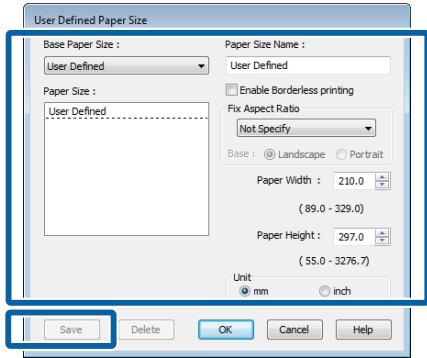 User Defined Paper Size
Base Paper Size :
User Defined
Paper Size :
User Defined
Paper Size Name :
User Defined
Enable Borderless printing
Fix Aspect Ratio
Not Specify
Base : Landscape Portrait
Paper Width : 210.0
( 89.0 - 329.0)
Paper Height : 297.0
( 55.0 - 3276.7)
Unit
mm inch
Save Delete OK Cancel Help